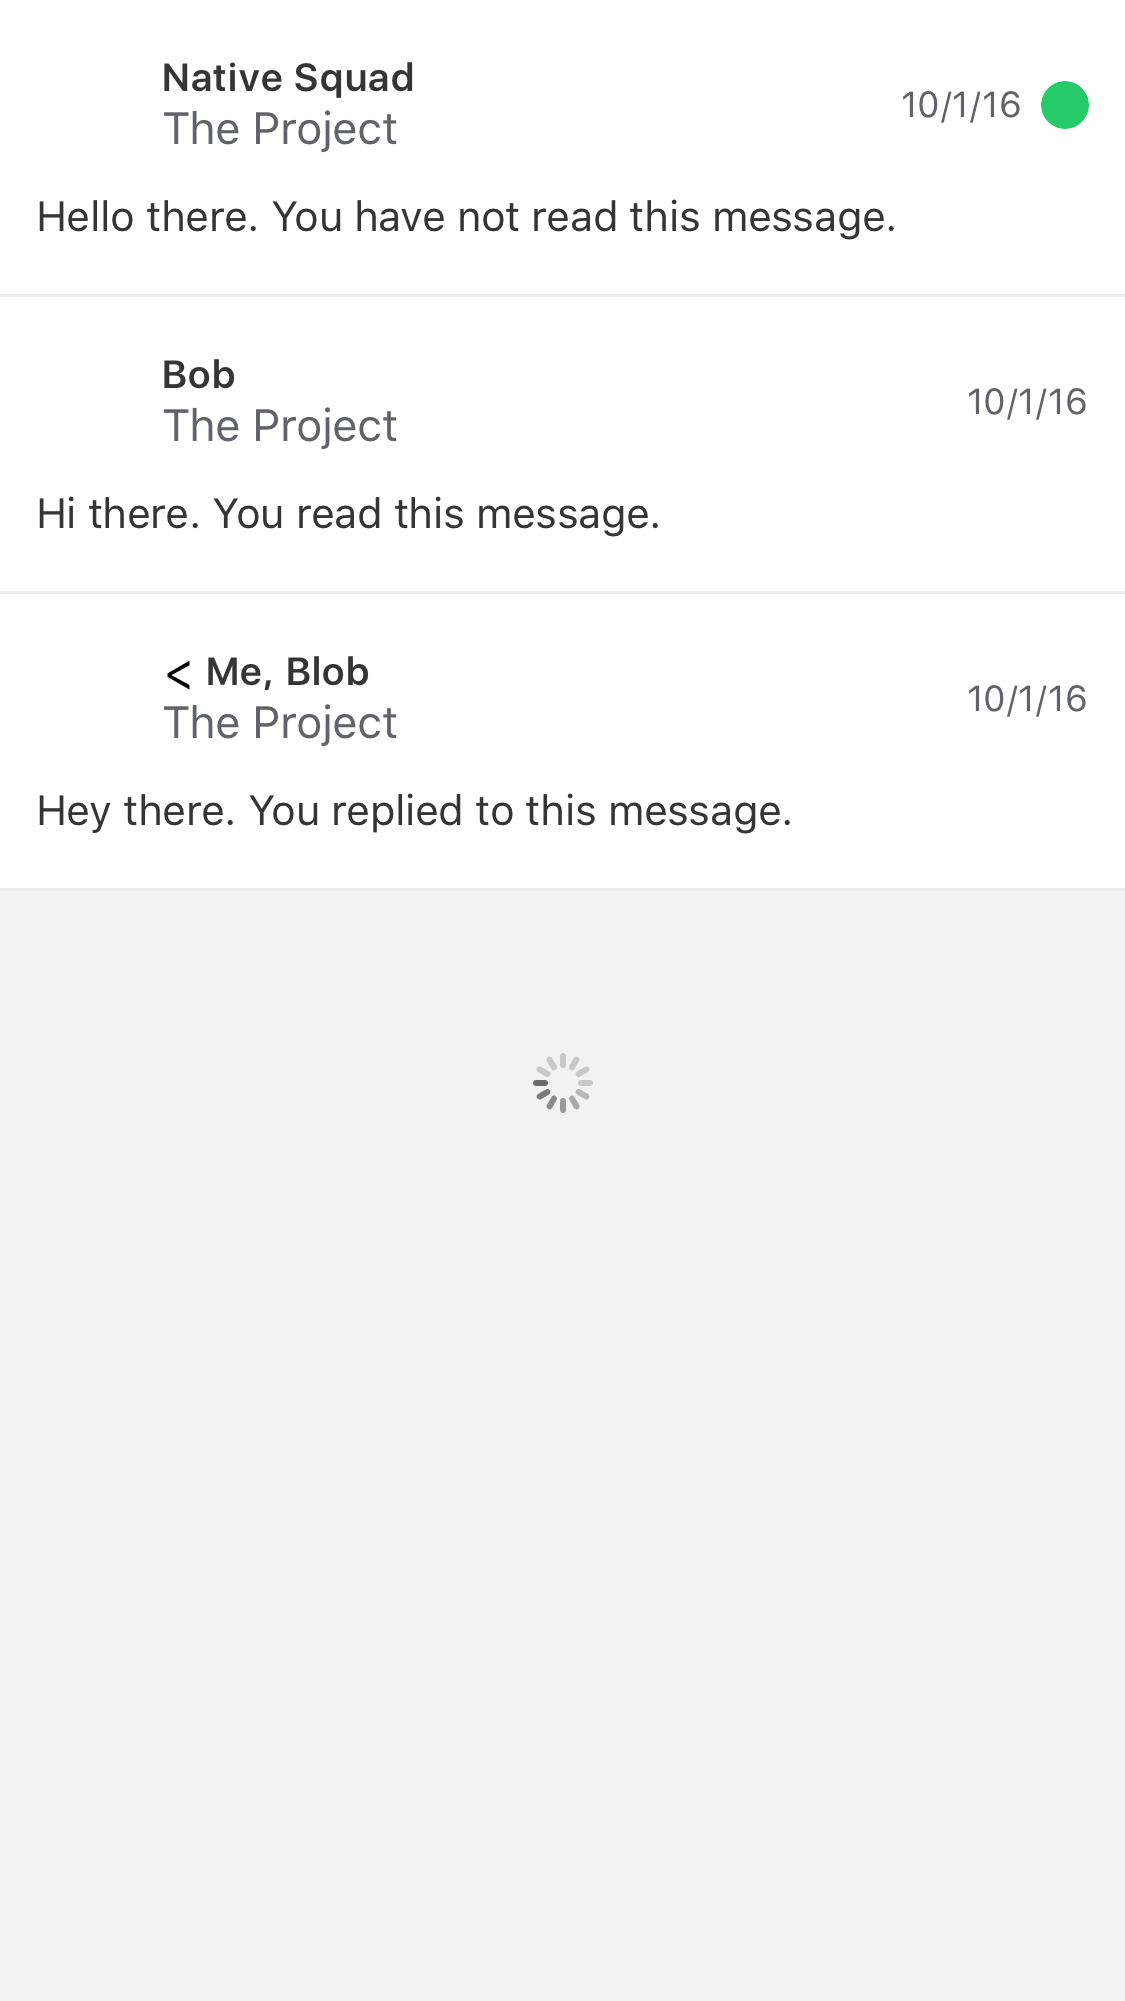 Native Squad
The Project
10/1/16
Hello there. You have not read this message.
Bob
The Project
10/1/16
Hi there. You read this message.
< Me, Blob
The Project
10/1/16
Hey there. You replied to this message.